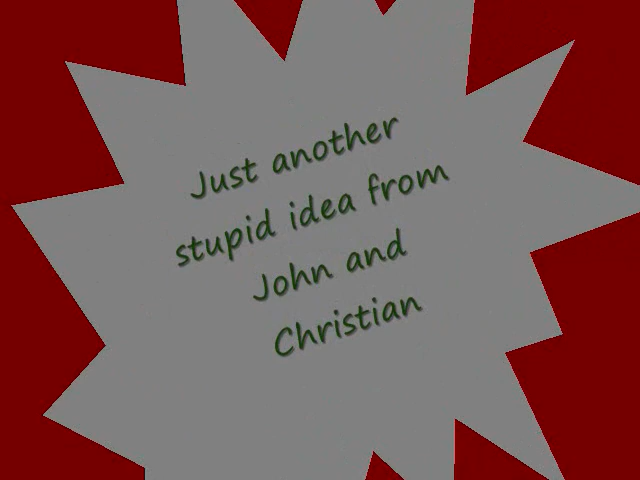 Just another
stupid idea from
John and
Christian